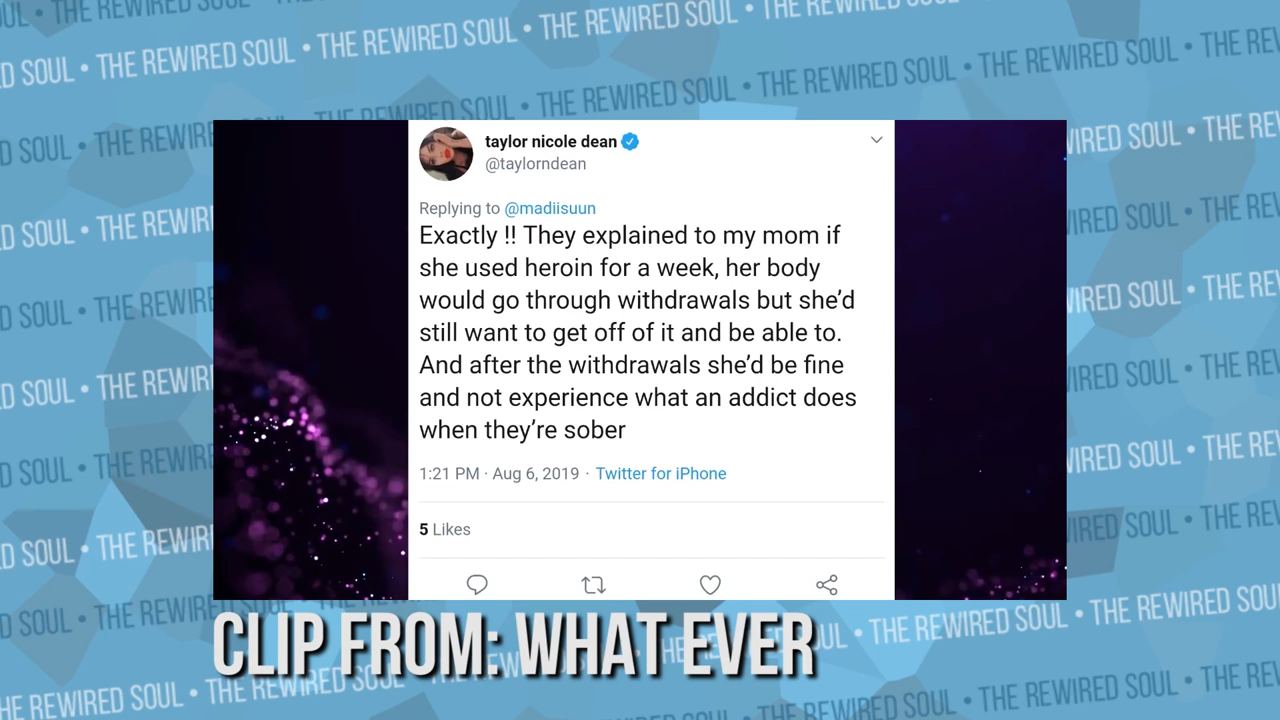 THE REWIRED SOUL • THE REWIRED SOUL • THE REWIRED SOUL
taylor nicole dean
@taylorndean
Replying to @madiisuun
Exactly !! They explained to my mom if
she used heroin for a week, her body
would go through withdrawals but she’d
still want to get off of it and be able to.
And after the withdrawals she’d be fine
and not experience what an addict does
when they’re sober
1:21 PM · Aug 6, 2019 · Twitter for iPhone
5 Likes
CLIP FROM: WHAT EVER